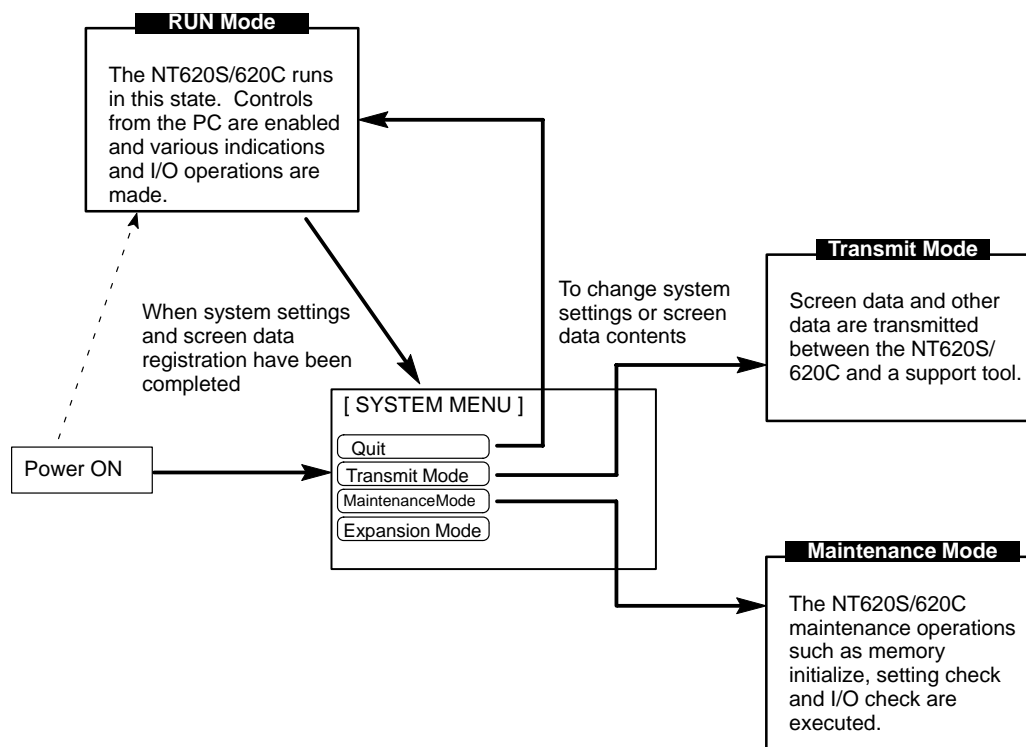 RUN Mode
The NT620S/620C runs
in this state. Controls
from the PC are enabled
and various indications
and I/O operations are
made.
When system settings
and screen data
registration have been
completed
To change system
settings or screen
data contents
Transmit Mode
Screen data and other
data are transmitted
between the NT620S/
620C and a support tool.
Power ON
[ SYSTEM MENU ]
Quit
Transmit Mode
MaintenanceMode
Expansion Mode
Maintenance Mode
The NT620S/620C
maintenance operations
such as memory
initialize, setting check
and I/O check are
executed.